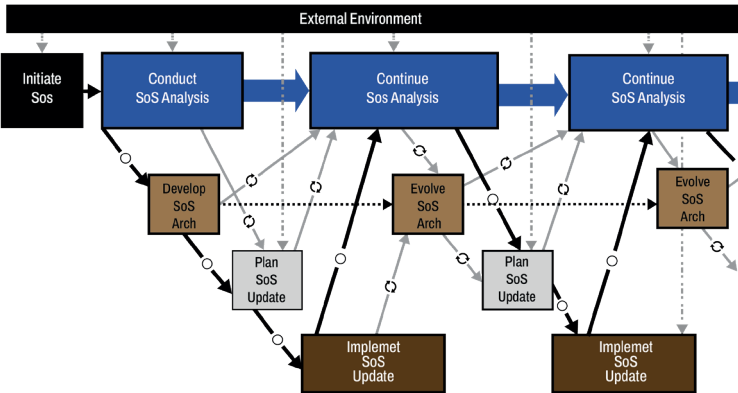 External Environment
Initiate
Sos
Conduct
SoS Analysis
Continue
Sos Analysis
Continue
SoS Analysis
Develop
SoS
Arch
Evolve
SoS
Arch
Evolve
SoS
Arch
Plan
SoS
Update
Plan
SoS
Update
Implemet
SoS
Update
Implemet
SoS
Update